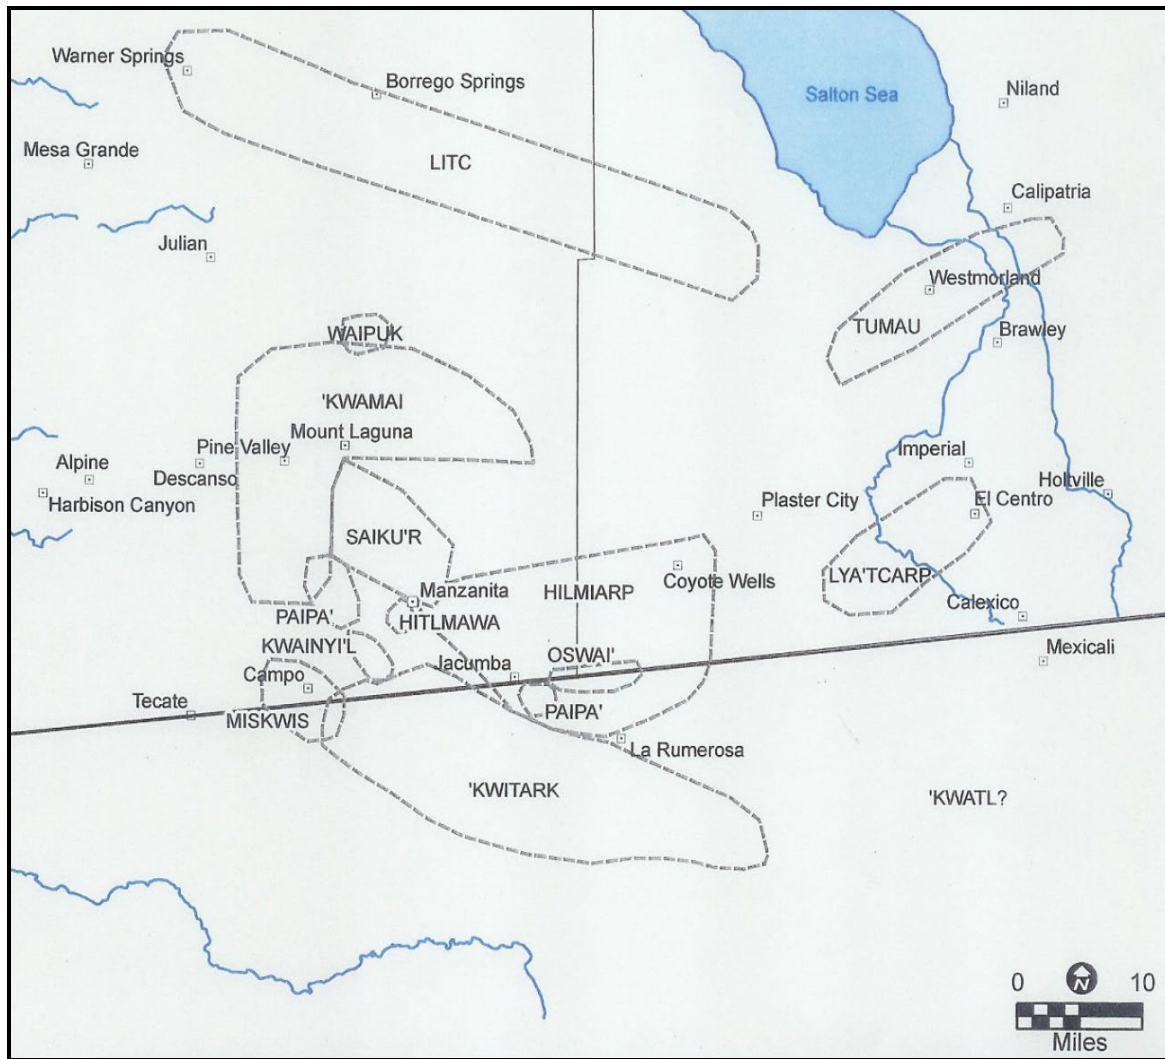 Warner Springs
Borrego Springs
Salton Sea
Niland
Mesa Grande
LITC
Calipatria
Julian
Westmorland
WAIPUK
TUMAU
Brawley
'KWAMAI
Mount Laguna
Pine Valley
Imperial
Alpine
Descanso
Holtville
Harbison Canyon
Plaster City
El Centro
SAIKU'R
Coyote Wells
LYA'TCARP
Manzanita
HILMIARP
PAIPA'
HITLMAWA
Calexico
KWAINYI'L
OSWAI'
Mexicali
Campo
Jacumba
Tecate
MISKWIS
PAIPA'
La Rumerosa
'KWITARK
'KWATL?
N
0 10
Miles